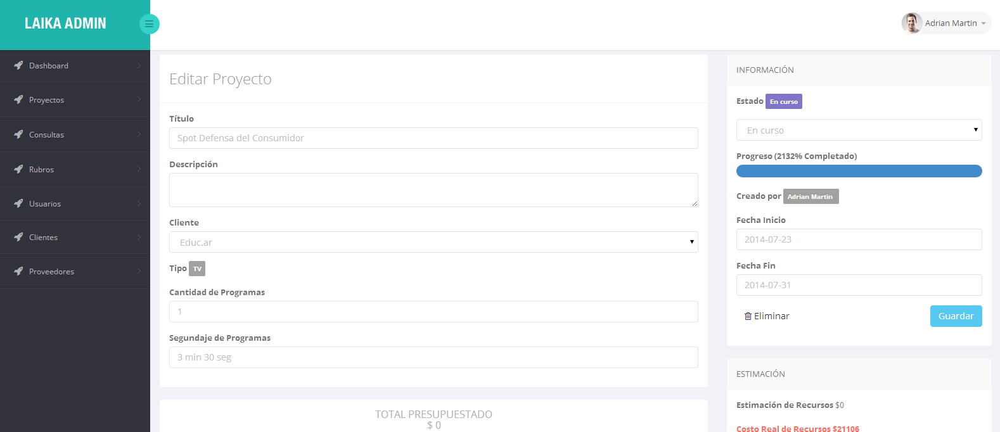 LAIKA ADMIN
Adrian Martin
Dashboard
Proyectos
Consultas
Rubros
Usuarios
Clientes
Proveedores
Editar Proyecto
Título
Spot Defensa del Consumidor
Descripción
Cliente
Educ.ar
Tipo TV
Cantidad de Programas
1
Segundaje de Programas
3 min 30 seg
TOTAL PRESUPUESTADO
$ 0
INFORMACIÓN
Estado En curso
En curso
Progreso (2132% Completado)
Creado por Adrian Martin
Fecha Inicio
2014-07-23
Fecha Fin
2014-07-31
Eliminar
Guardar
ESTIMACIÓN
Estimación de Recursos $0
Costo Real de Recursos $21106